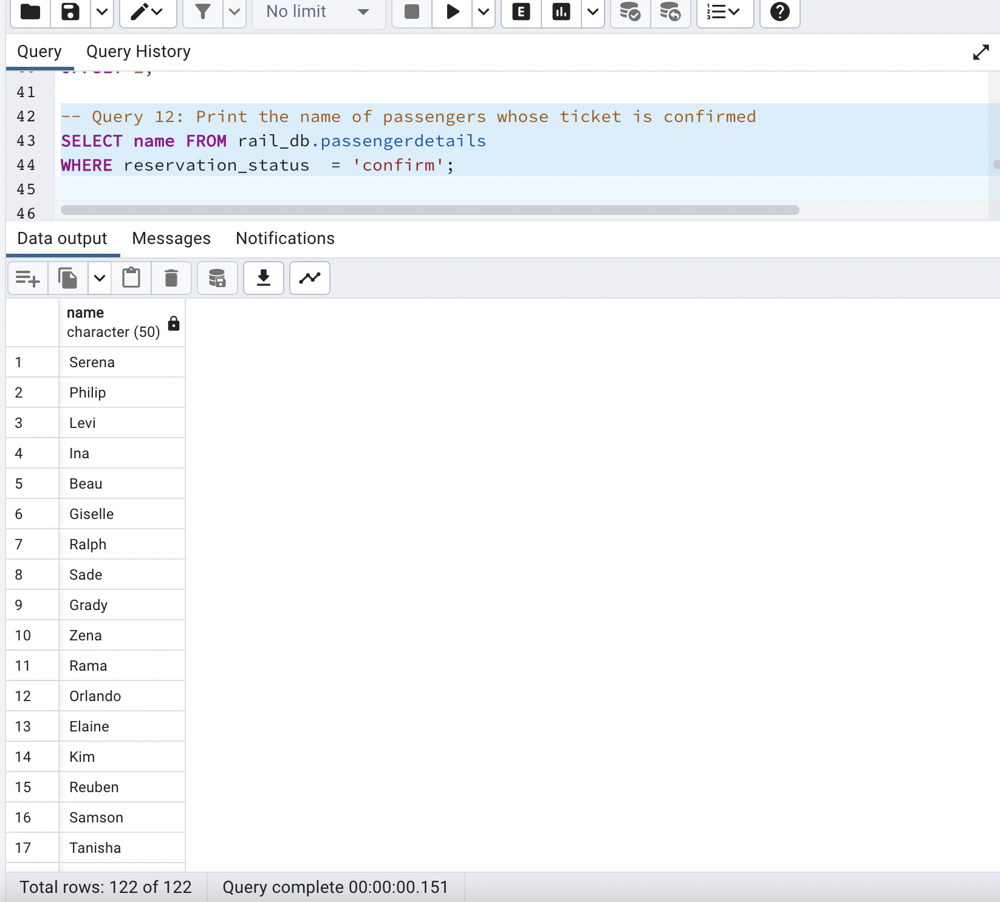 No limit
E
Query Query History
41
42 -- Query 12: Print the name of passengers whose ticket is confirmed
43 SELECT name FROM rail_db.passengerdetails
44 WHERE reservation_status  = 'confirm';
45
46
Data output Messages Notifications
name
character (50)
1 Serena
2 Philip
3 Levi
4 Ina
5 Beau
6 Giselle
7 Ralph
8 Sade
9 Grady
10 Zena
11 Rama
12 Orlando
13 Elaine
14 Kim
15 Reuben
16 Samson
17 Tanisha
Total rows: 122 of 122 Query complete 00:00:00.151